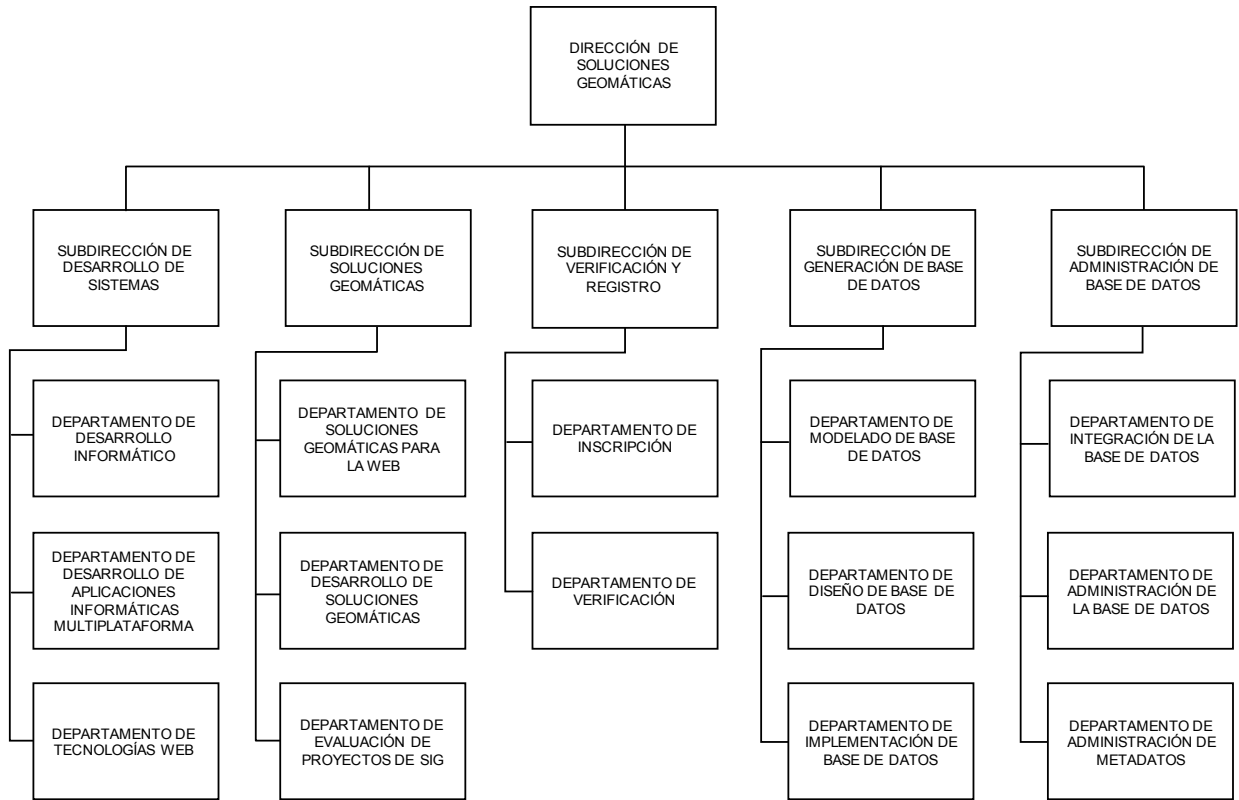 DIRECCIÓN DE
SOLUCIONES
GEOMÁTICAS
SUBDIRECCIÓN DE
DESARROLLO DE
SISTEMAS
SUBDIRECCIÓN DE
SOLUCIONES
GEOMÁTICAS
SUBDIRECCIÓN DE
VERIFICACIÓN Y
REGISTRO
SUBDIRECCIÓN DE
GENERACIÓN DE BASE
DE DATOS
SUBDIRECCIÓN DE
ADMINISTRACIÓN DE
BASE DE DATOS
DEPARTAMENTO DE
DESARROLLO
INFORMÁTICO
DEPARTAMENTO DE
SOLUCIONES
GEOMÁTICAS PARA
LA WEB
DEPARTAMENTO DE
INSCRIPCIÓN
DEPARTAMENTO DE
MODELADO DE BASE
DE DATOS
DEPARTAMENTO DE
INTEGRACIÓN DE LA
BASE DE DATOS
DEPARTAMENTO DE
DESARROLLO DE
APLICACIONES
INFORMÁTICAS
MULTIPLATAFORMA
DEPARTAMENTO DE
DESARROLLO DE
SOLUCIONES
GEOMÁTICAS
DEPARTAMENTO DE
VERIFICACIÓN
DEPARTAMENTO DE
DISEÑO DE BASE DE
DATOS
DEPARTAMENTO DE
ADMINISTRACIÓN DE
LA BASE DE DATOS
DEPARTAMENTO DE
TECNOLOGÍAS WEB
DEPARTAMENTO DE
EVALUACIÓN DE
PROYECTOS DE SIG
DEPARTAMENTO DE
IMPLEMENTACIÓN DE
BASE DE DATOS
DEPARTAMENTO DE
ADMINISTRACIÓN DE
METADATOS